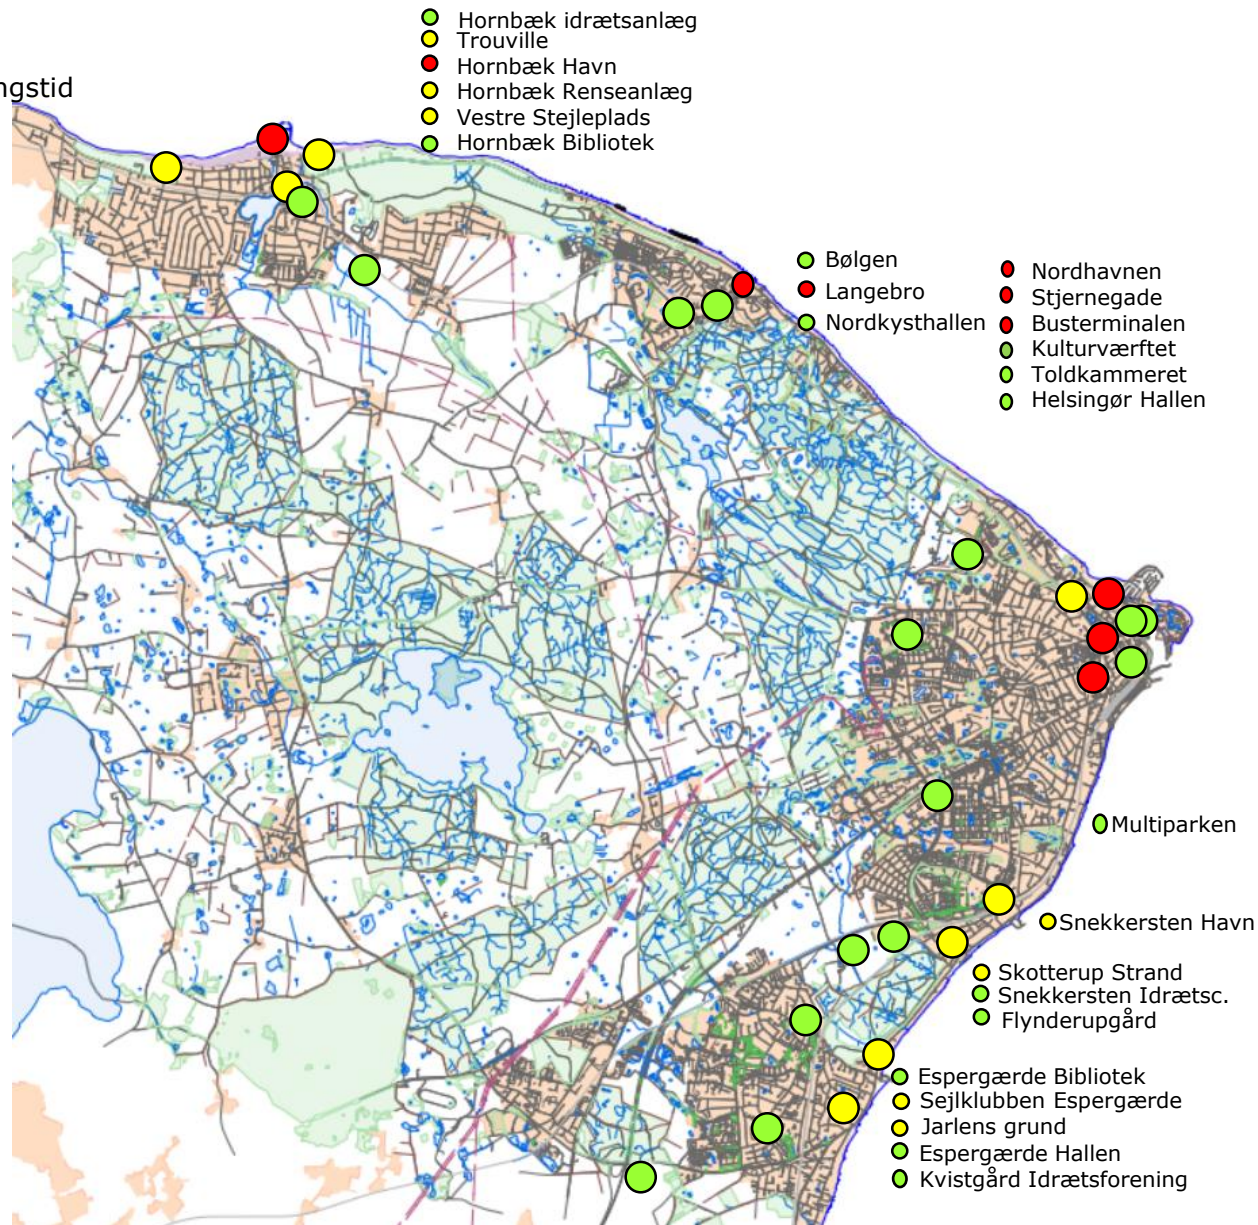 ngstid
Hornbæk idrætsanlæg
Trouville
Hornbæk Havn
Hornbæk Renseanlæg
Vestre Stejleplads
Hornbæk Bibliotek
Bølgen
Langebro
Nordkysthallen
Nordhavnen
Stjernegade
Busterminalen
Kulturværftet
Toldkammeret
Helsingør Hallen
Multiparken
Snekkersten Havn
Skotterup Strand
Snekkersten Idrætsc.
Flynderupgård
Espergærde Bibliotek
Sejlklubben Espergærde
Jarlens grund
Espergærde Hallen
Kvistgård Idrætsforening